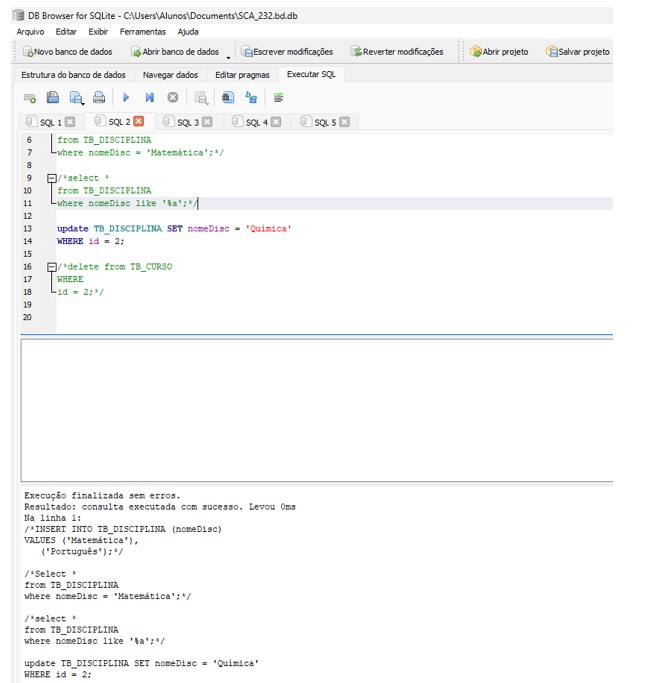 DB Browser for SQLite - C:\Users\Alunos\Documents\SCA_232.bd.db
Arquivo Editar Exibir Ferramentas Ajuda
Novo banco de dados Abrir banco de dados Escrever modificações Reverter modificações Abrir projeto Salvar projeto
Estrutura do banco de dados Navegar dados Editar pragmas Executar SQL
SQL 1 SQL 2 SQL 3 SQL 4 SQL 5
6 from TB_DISCIPLINA
7 where nomeDisc = 'Matemática';*/
8
9 /*select *
10 from TB_DISCIPLINA
11 where nomeDisc like '%a';*/
12
13 update TB_DISCIPLINA SET nomeDisc = 'Quimica'
14 WHERE id = 2;
15
16 /*delete from TB_CURSO
17 WHERE
18 id = 2;*/
19
20
Execução finalizada sem erros.
Resultado: consulta executada com sucesso. Levou 0ms
Na linha 1:
/*INSERT INTO TB_DISCIPLINA (nomeDisc)
VALUES ('Matemática'),
('Português');*/
/*Select *
from TB_DISCIPLINA
where nomeDisc = 'Matemática';*/
/*select *
from TB_DISCIPLINA
where nomeDisc like '%a';*/
update TB_DISCIPLINA SET nomeDisc = 'Quimica'
WHERE id = 2;